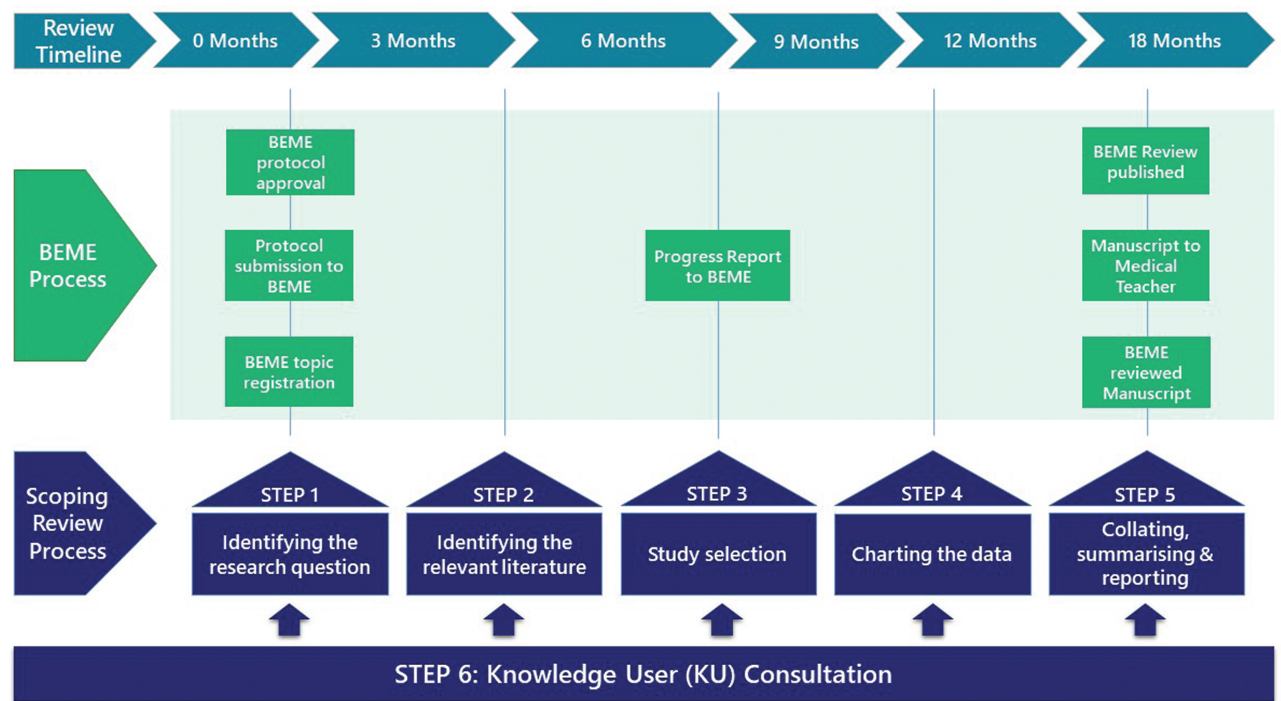 Review
Timeline
0 Months
3 Months
6 Months
9 Months
12 Months
18 Months
BEME
Process
BEME
protocol
approval
Protocol
submission to
BEME
BEME topic
registration
Progress Report
to BEME
BEME Review
published
Manuscript to
Medical
Teacher
BEME
reviewed
Manuscript
Scoping
Review
Process
STEP 1
Identifying the
research question
STEP 2
Identifying the
relevant literature
STEP 3
Study selection
STEP 4
Charting the data
STEP 5
Collating,
summarising &
reporting
STEP 6: Knowledge User (KU) Consultation